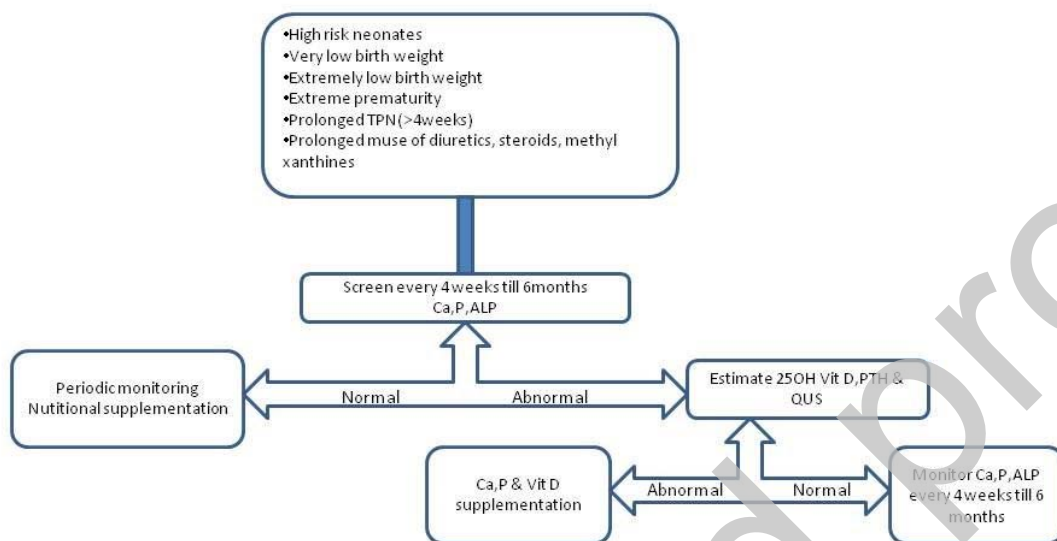 •High risk neonates
•Very low birth weight
•Extremely low birth weight
•Extreme prematurity
•Prolonged TPN (>4weeks)
•Prolonged muse of diuretics, steroids, methyl
xanthines
Screen every 4 weeks till 6months
Ca,P,ALP
Periodic monitoring
Nutitional supplementation
Normal
Abnormal
Estimate 25OH Vit D,PTH &
QUS
Ca,P & Vit D
supplementation
Abnormal
Normal
Monitor Ca,P,ALP
every 4 weeks till 6
months